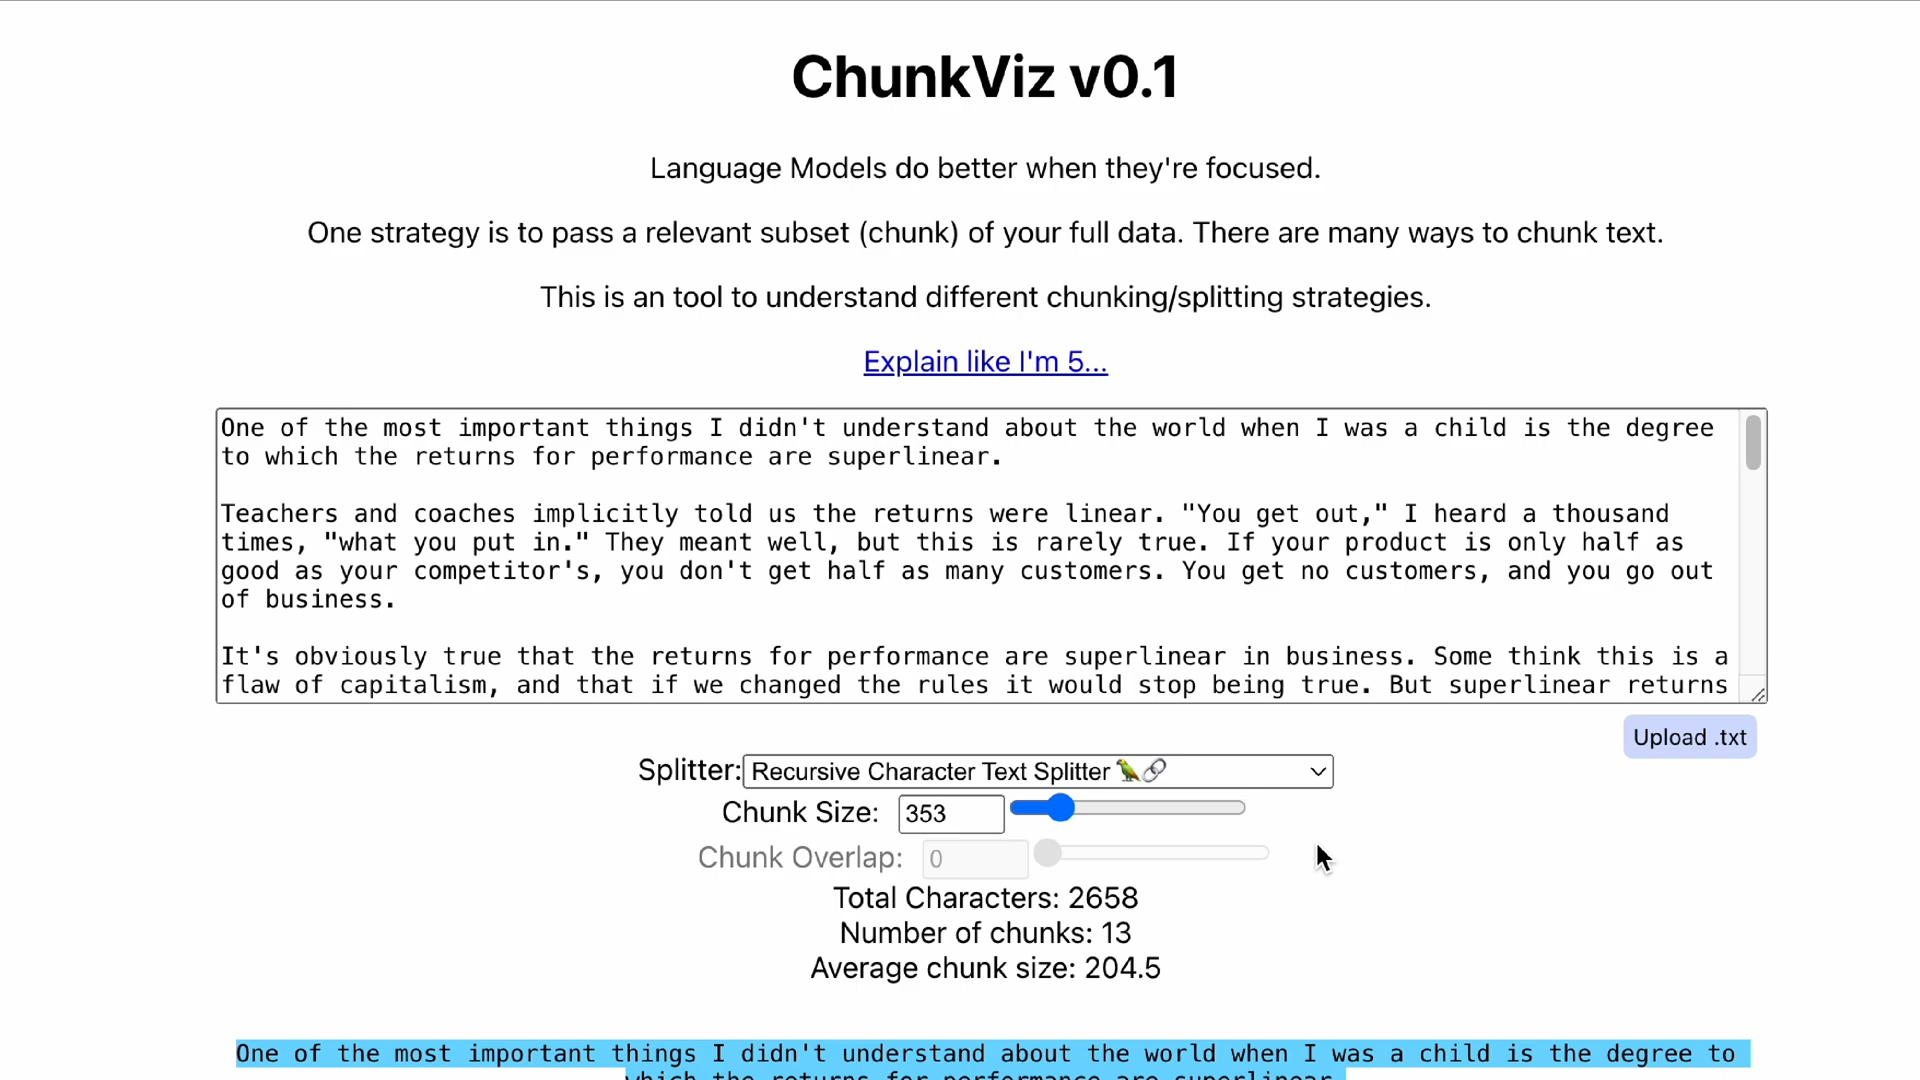 ChunkViz v0.1
Language Models do better when they're focused.
One strategy is to pass a relevant subset (chunk) of your full data. There are many ways to chunk text.
This is an tool to understand different chunking/splitting strategies.
Explain like I'm 5...
One of the most important things I didn't understand about the world when I was a child is the degree
to which the returns for performance are superlinear.
Teachers and coaches implicitly told us the returns were linear. "You get out," I heard a thousand
times, "what you put in." They meant well, but this is rarely true. If your product is only half as
good as your competitor's, you don't get half as many customers. You get no customers, and you go out
of business.
It's obviously true that the returns for performance are superlinear in business. Some think this is a
flaw of capitalism, and that if we changed the rules it would stop being true. But superlinear returns
Upload .txt
Splitter: Recursive Character Text Splitter 🦜🔗
Chunk Size: 353
Chunk Overlap: 0
Total Characters: 2658
Number of chunks: 13
Average chunk size: 204.5
One of the most important things I didn't understand about the world when I was a child is the degree to
which the returns for performance are superlinear.